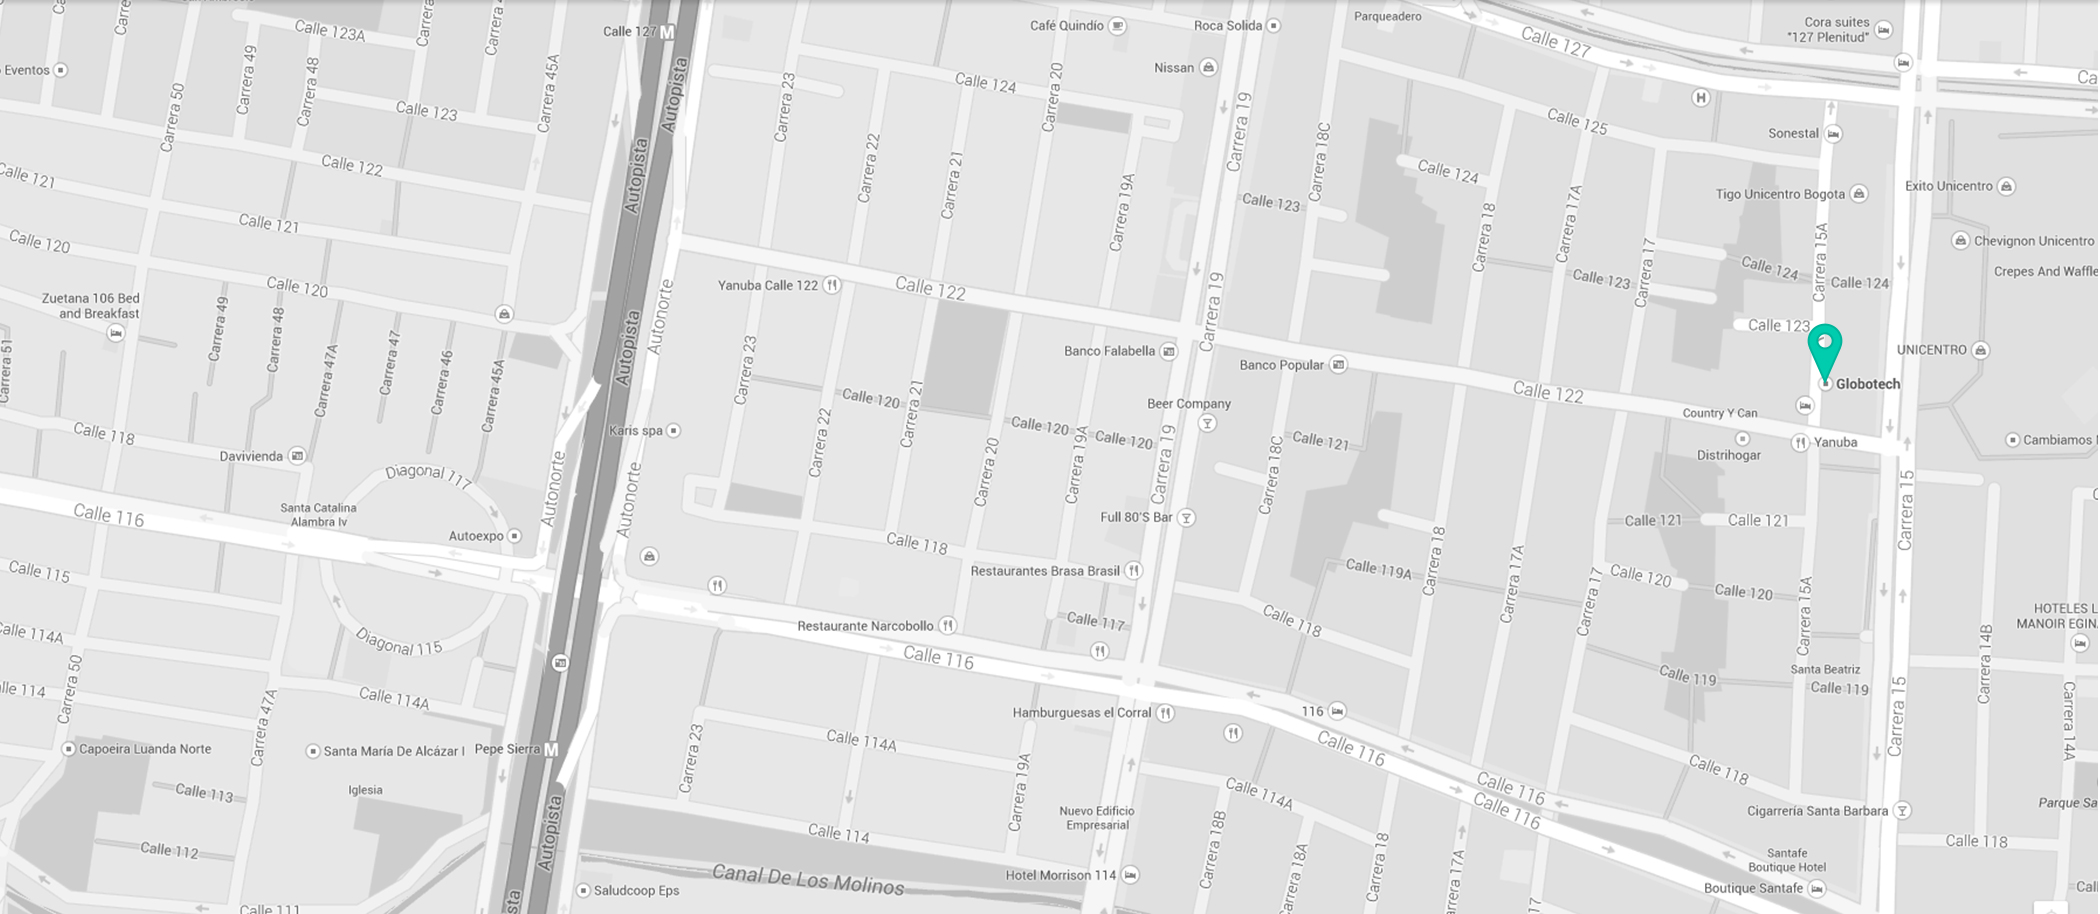 Calle 123A
Carrera 49
Carrera 48
Eventos
Carrera 50
Calle 123
Carrera 45A
Calle 122
Calle 121
Calle 121
Calle 120
Calle 120
Zuetana 106 Bed
and Breakfast
Carrera 49
Carrera 48
Carrera 47A
Carrera 47
Carrera 46
Carrera 45A
Carrera 51
Calle 118
Davivienda
Diagonal 117
Calle 116
Santa Catalina
Alambra Iv
Autoexpo
Calle 115
Calle 114A
Diagonal 115
Carrera 50
Calle 114A
Carrera 47A
Capoeira Luanda Norte
Santa María De Alcázar I
Pepe Sierra M
Iglesia
Calle 113
Calle 112
Calle 111
Calle 127 M
Autopista
Autopista
Autopista
Autonorte
Autonorte
Autonorte
Autopista
Karis spa
Saludcoop Eps
Café Quindío
Roca Solida
Nissan
Calle 124
Carrera 23
Carrera 22
Carrera 21
Carrera 20
Carrera 19A
Carrera 19
Yanuba Calle 122
Calle 122
Carrera 19
Banco Falabella
Banco Popular
Carrera 23
Carrera 22
Calle 120
Carrera 21
Carrera 20
Calle 120
Carrera 19A
Calle 120
Beer Company
Carrera 19
Full 80'S Bar
Calle 118
Restaurantes Brasa Brasil
Restaurante Narcobollo
Calle 117
Calle 116
Hamburguesas el Corral
Carrera 23
Calle 114A
Carrera 19A
Calle 114
Canal De Los Molinos
Nuevo Edificio
Empresarial
Hotel Morrison 114
Parqueadero
Calle 127
Cora suites
"127 Plenitud"
H
Calle 125
Sonestal
Carrera 18C
Calle 124
Calle 123
Carrera 18
Carrera 17A
Carrera 17
Calle 123
Tigo Unicentro Bogota
Exito Unicentro
Carrera 15A
Chevignon Unicentro
Calle 124
Calle 124
Crepes And Waffle
Calle 123
UNICENTRO
Globotech
Calle 122
Country Y Can
Distrihogar
Yanuba
Cambiamos
Calle 121
Carrera 18C
Calle 121
Calle 121
Carrera 15
Calle 119A
Carrera 18
Carrera 17A
Carrera 17
Calle 120
Calle 120
Carrera 15A
Calle 118
HOTELES
MANOIR
Calle 119
Santa Beatriz
Calle 119
Carrera 14B
Carrera 14A
Carrera 15
116
Calle 116
Calle 116
Calle 116
Calle 118
Cigarrería Santa Barbara
Parque
Calle 118
Calle 114A
Carrera 18B
Carrera 18A
Carrera 18
Carrera 17A
Santafe
Boutique Hotel
Boutique Santafe